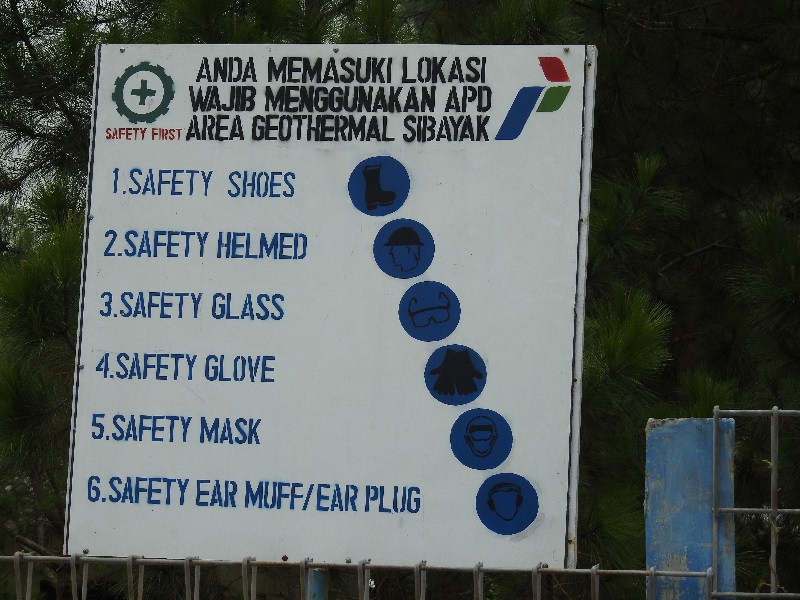 ANDA MEMASUKI LOKASI
WAJIB MENGGUNAKAN APD
SAFETY FIRST AREA GEOTHERMAL SIBAYAK
1.SAFETY SHOES
2.SAFETY HELMED
3.SAFETY GLASS
4.SAFETY GLOVE
5.SAFETY MASK
6.SAFETY EAR MUFF/EAR PLUG